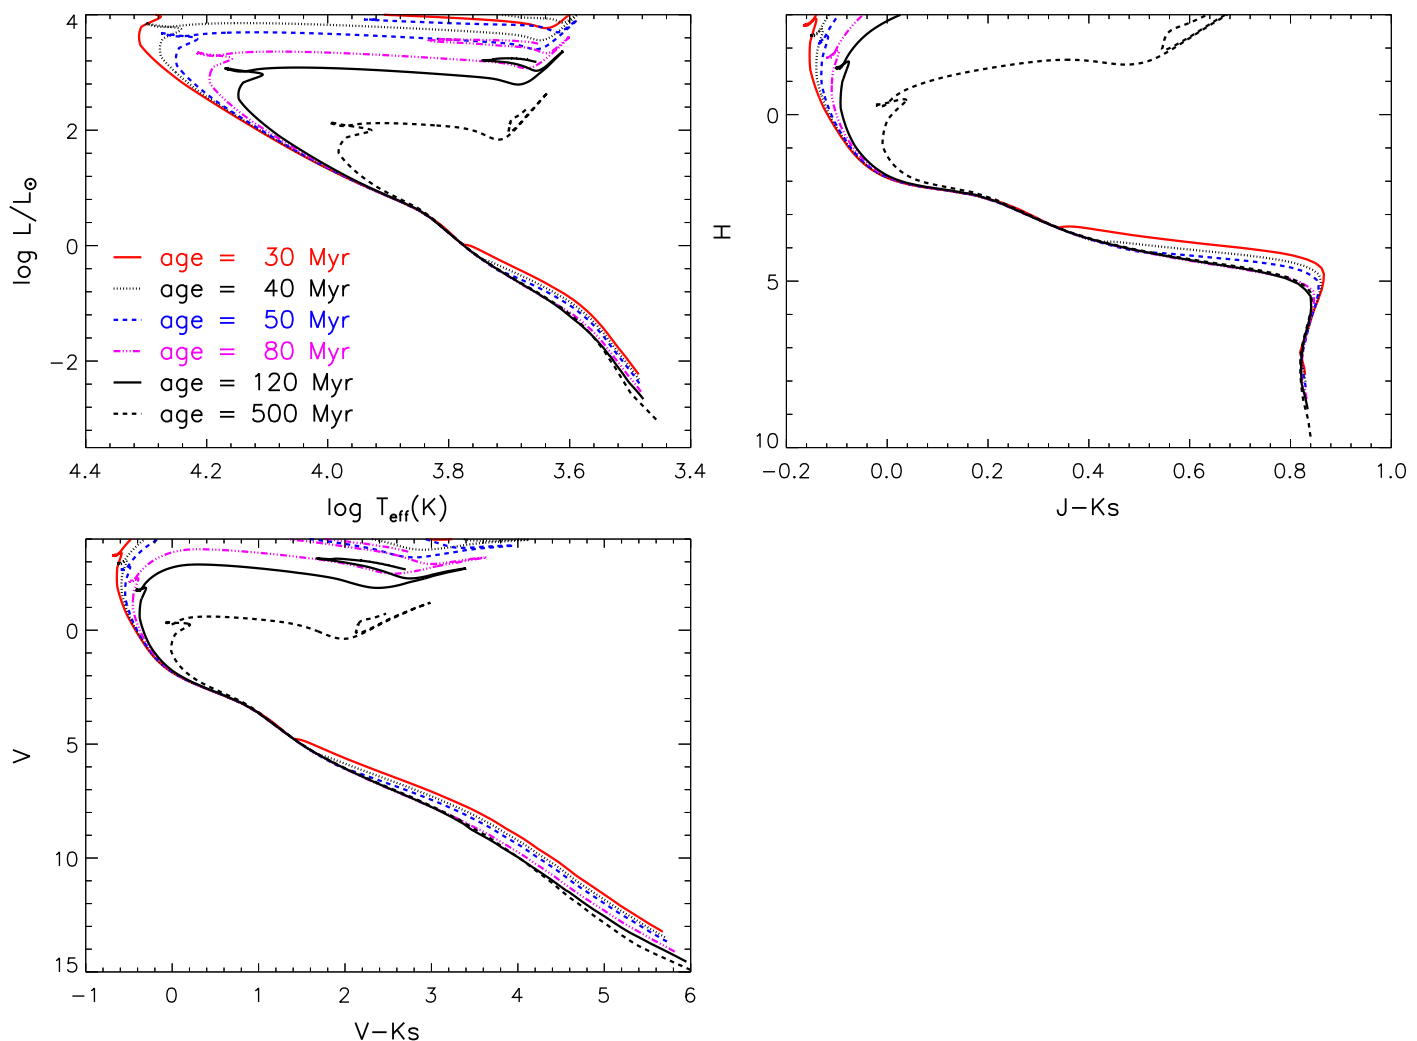 4
2
0
−2
log L/L⊙
age = 30 Myr
age = 40 Myr
age = 50 Myr
age = 80 Myr
age = 120 Myr
age = 500 Myr
4.4 4.2 4.0 3.8 3.6 3.4
log Teff(K)
0
5
10
H
−0.2 0.0 0.2 0.4 0.6 0.8 1.0
J−Ks
0
5
10
15
V
−1 0 1 2 3 4 5 6
V−Ks